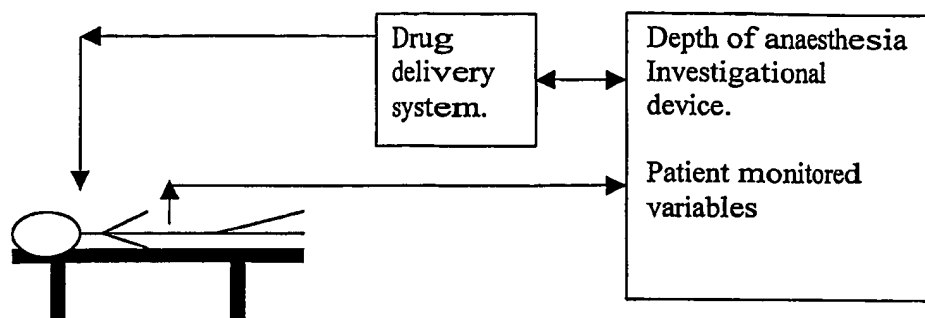 Drug
delivery
system.
Depth of anaesthesia
Investigational
device.
Patient monitored
variables